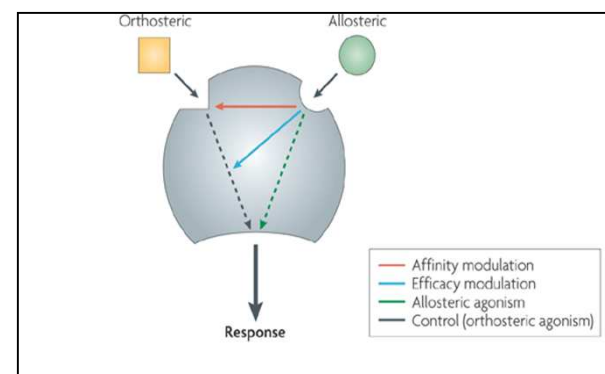 Orthosteric
Allosteric
Response
Affinity modulation
Efficacy modulation
Allosteric agonism
Control (orthosteric agonism)